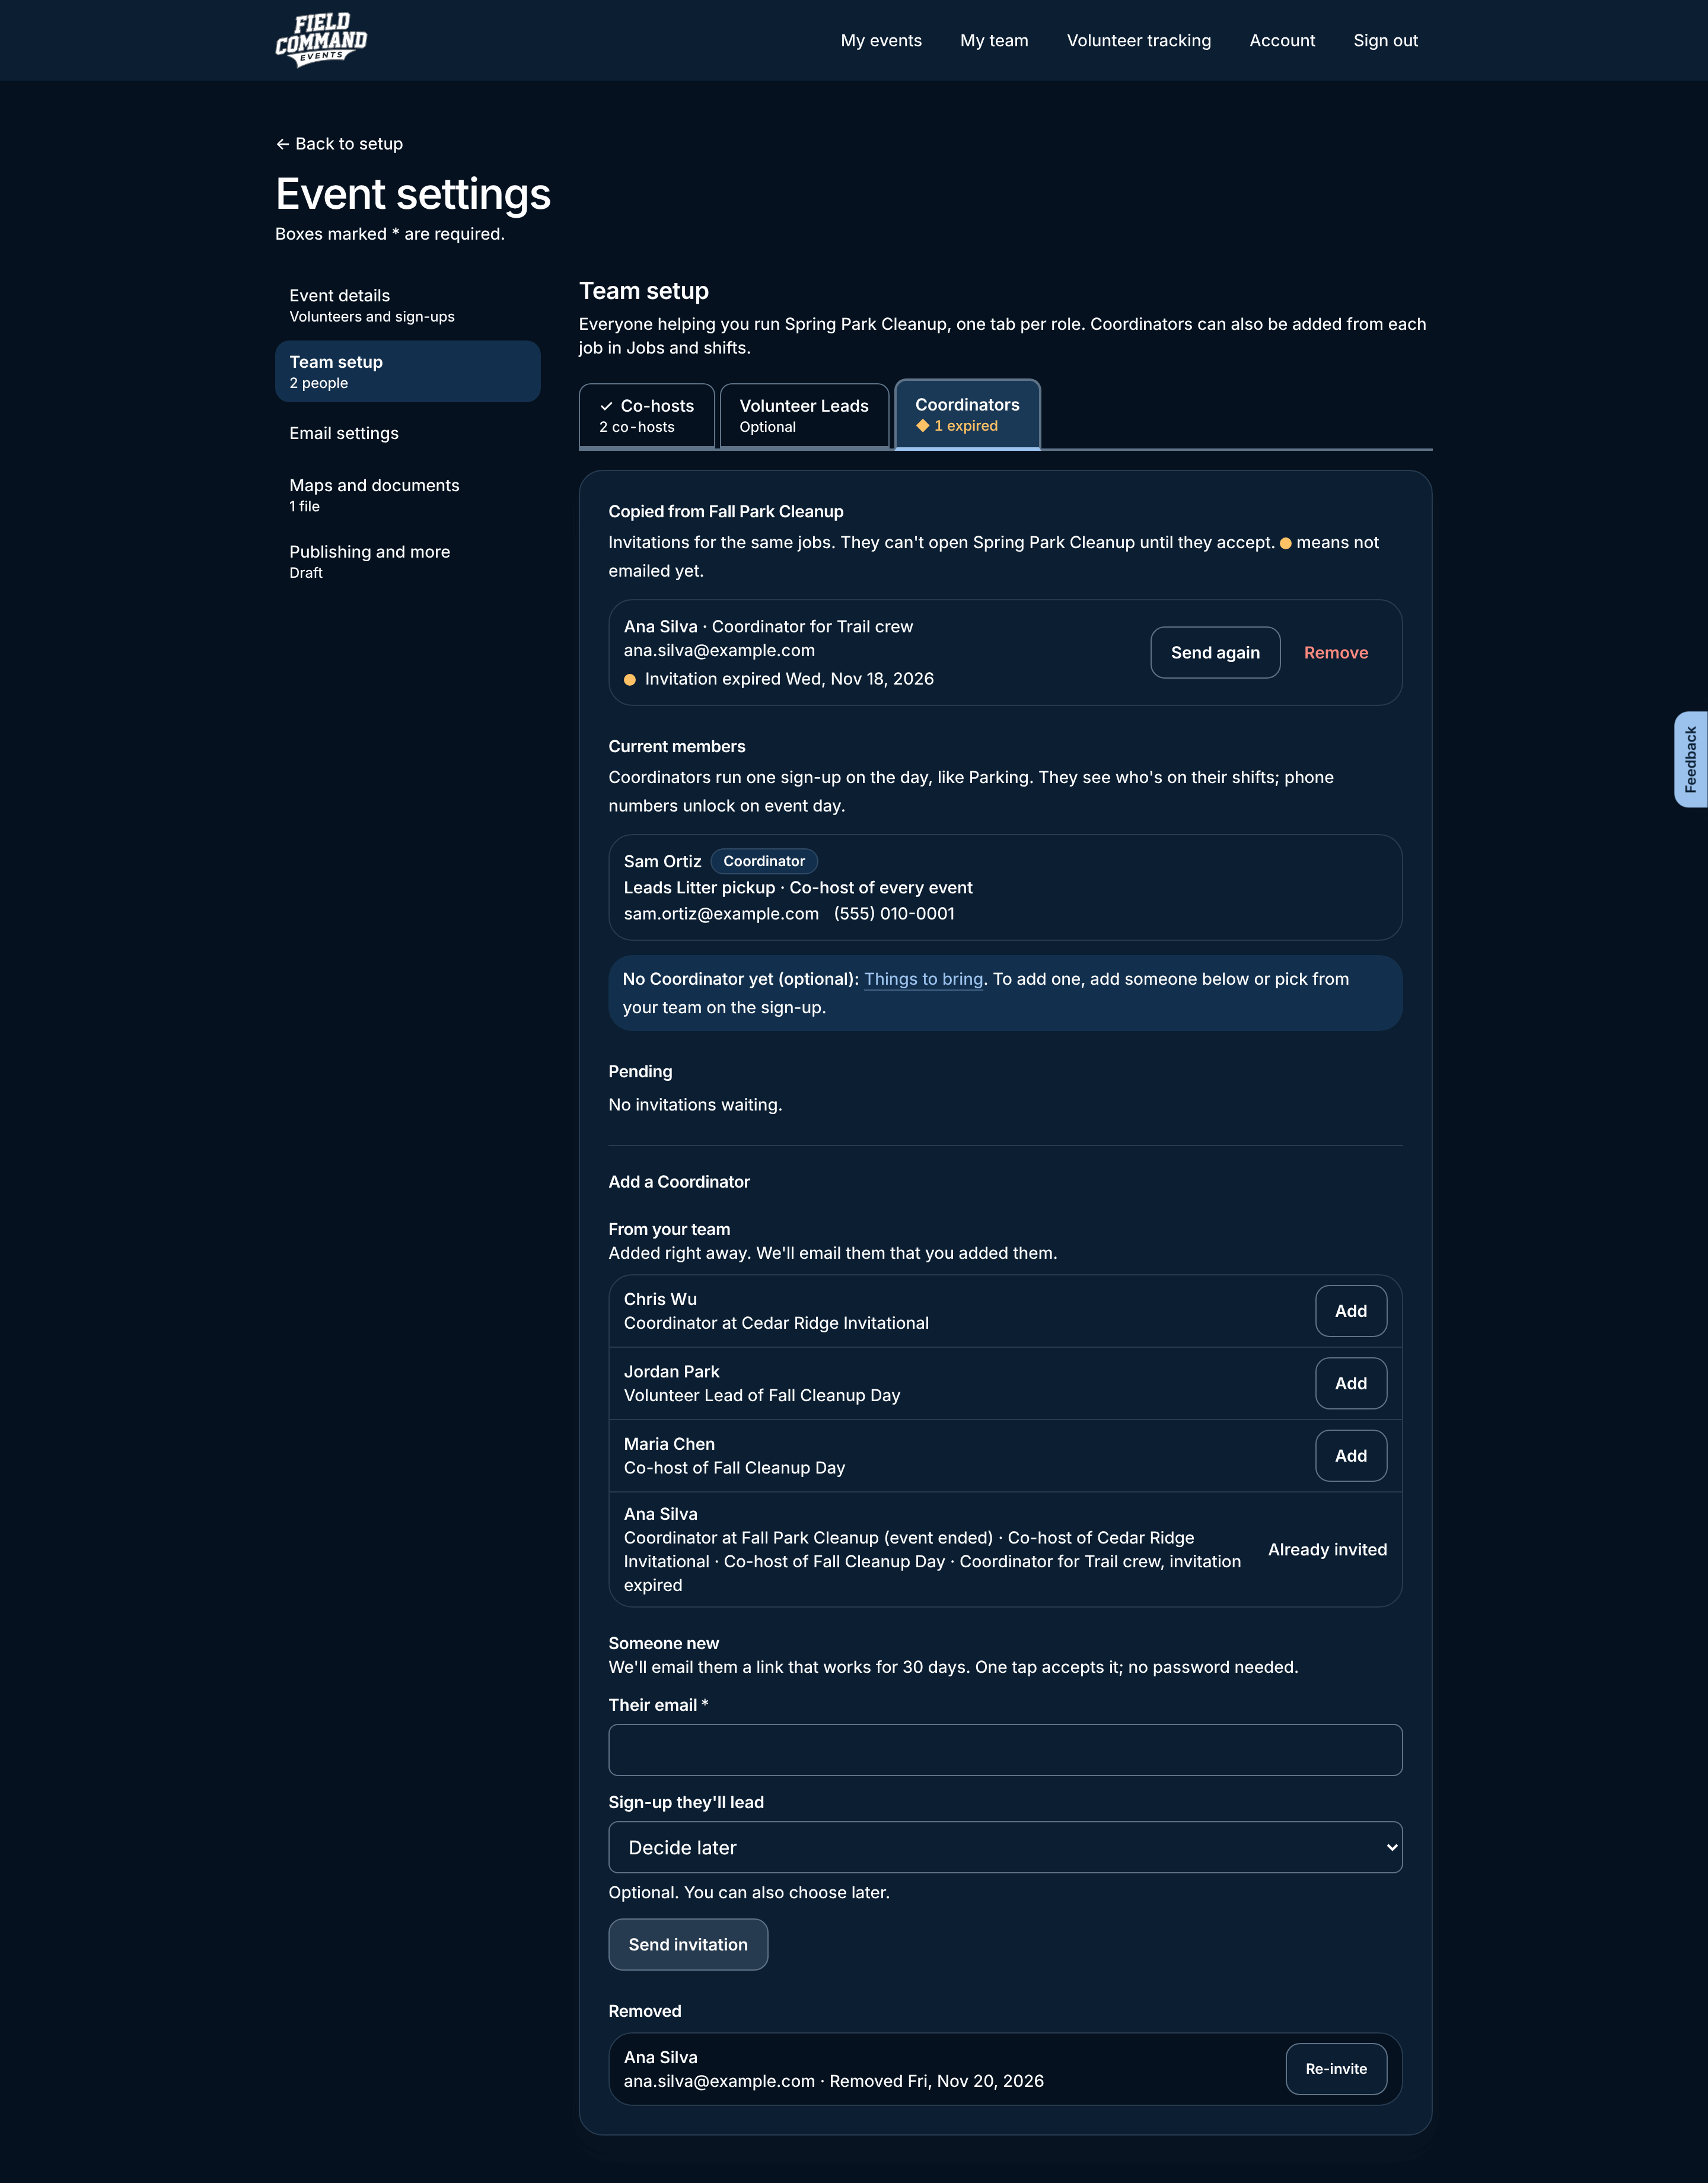 FIELD
COMMAND
EVENTS
My events
My team
Volunteer tracking
Account
Sign out
← Back to setup
Event settings
Boxes marked * are required.
Event details
Volunteers and sign-ups
Team setup
2 people
Email settings
Maps and documents
1 file
Publishing and more
Draft
Team setup
Everyone helping you run Spring Park Cleanup, one tab per role. Coordinators can also be added from each
job in Jobs and shifts.
✓ Co-hosts
2 co-hosts
Volunteer Leads
Optional
Coordinators
◆ 1 expired
Copied from Fall Park Cleanup
Invitations for the same jobs. They can't open Spring Park Cleanup until they accept. ● means not
emailed yet.
Ana Silva · Coordinator for Trail crew
ana.silva@example.com
● Invitation expired Wed, Nov 18, 2026
Send again
Remove
Current members
Coordinators run one sign-up on the day, like Parking. They see who's on their shifts; phone
numbers unlock on event day.
Sam Ortiz Coordinator
Leads Litter pickup · Co-host of every event
sam.ortiz@example.com (555) 010-0001
No Coordinator yet (optional): Things to bring. To add one, add someone below or pick from
your team on the sign-up.
Pending
No invitations waiting.
Add a Coordinator
From your team
Added right away. We'll email them that you added them.
Chris Wu
Coordinator at Cedar Ridge Invitational
Add
Jordan Park
Volunteer Lead of Fall Cleanup Day
Add
Maria Chen
Co-host of Fall Cleanup Day
Add
Ana Silva
Coordinator at Fall Park Cleanup (event ended) · Co-host of Cedar Ridge
Invitational · Co-host of Fall Cleanup Day · Coordinator for Trail crew, invitation
expired
Already invited
Someone new
We'll email them a link that works for 30 days. One tap accepts it; no password needed.
Their email *
Sign-up they'll lead
Decide later
Optional. You can also choose later.
Send invitation
Removed
Ana Silva
ana.silva@example.com · Removed Fri, Nov 20, 2026
Re-invite
Feedback